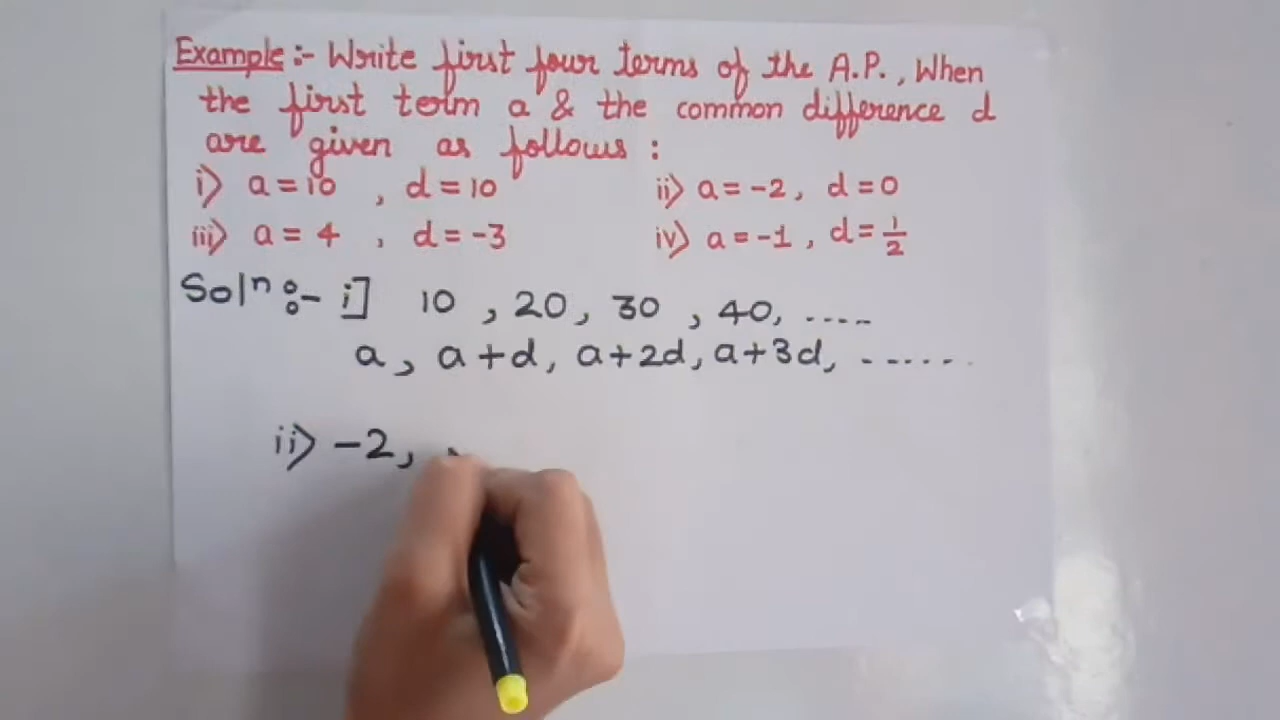 Example :- Write first four terms of the A.P., When
the first term a & the common difference d
are given as follows :
i) a = 10 , d = 10 ii) a = -2, d = 0
iii) a = 4 , d = -3 iv) a = -1 , d = 1/2
Solⁿ :- i] 10 , 20, 30 , 40, .....
a, a + d, a + 2d, a + 3d, ......
ii) -2,